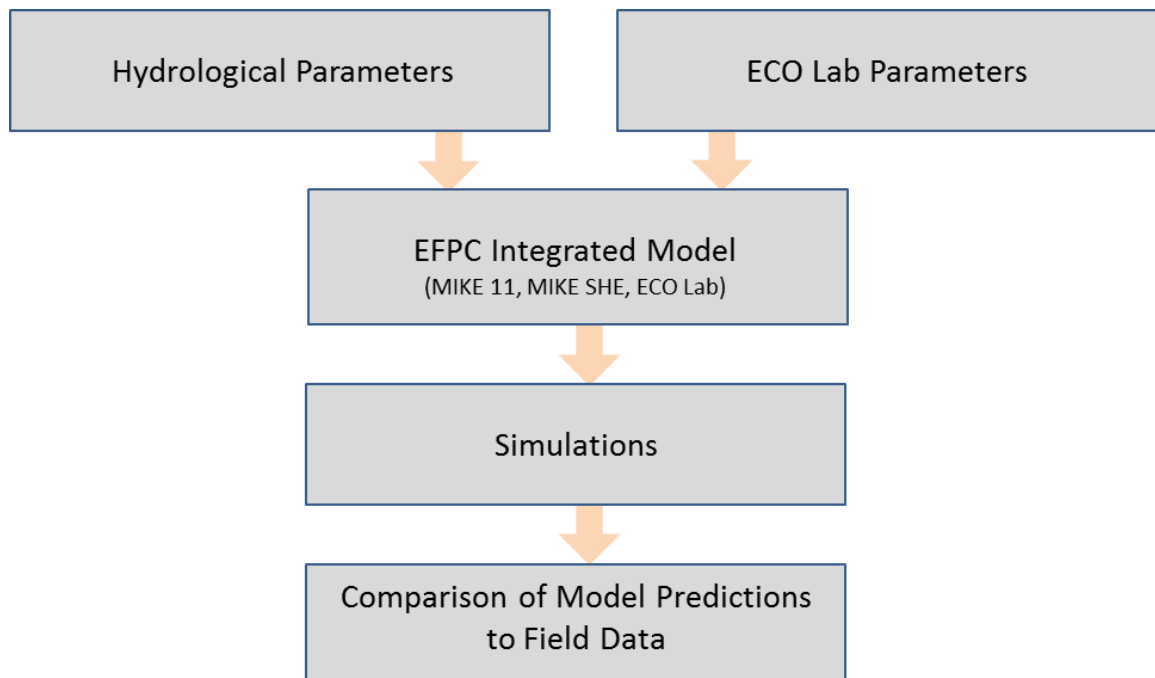 Hydrological Parameters
ECO Lab Parameters
EFPC Integrated Model
(MIKE 11, MIKE SHE, ECO Lab)
Simulations
Comparison of Model Predictions
to Field Data